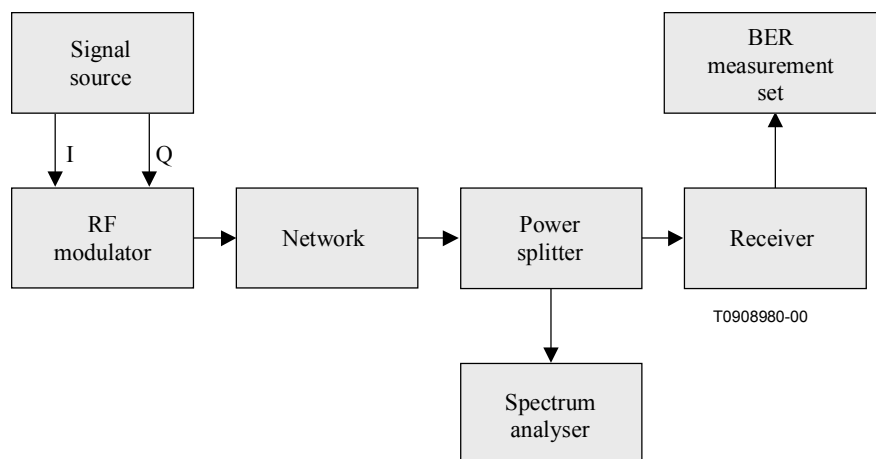 Signal
source
BER
measurement
set
I
Q
RF
modulator
Network
Power
splitter
Receiver
T0908980-00
Spectrum
analyser